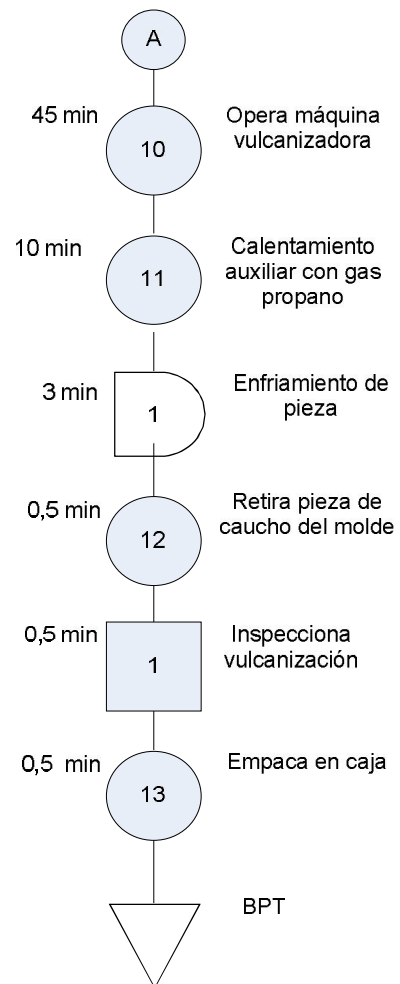 A
45 min
10
Opera máquina
vulcanizadora
10 min
11
Calentamiento
auxiliar con gas
propano
3 min
1
Enfriamiento de
pieza
0,5 min
12
Retira pieza de
caucho del molde
0,5 min
1
Inspecciona
vulcanización
0,5 min
13
Empaca en caja
BPT